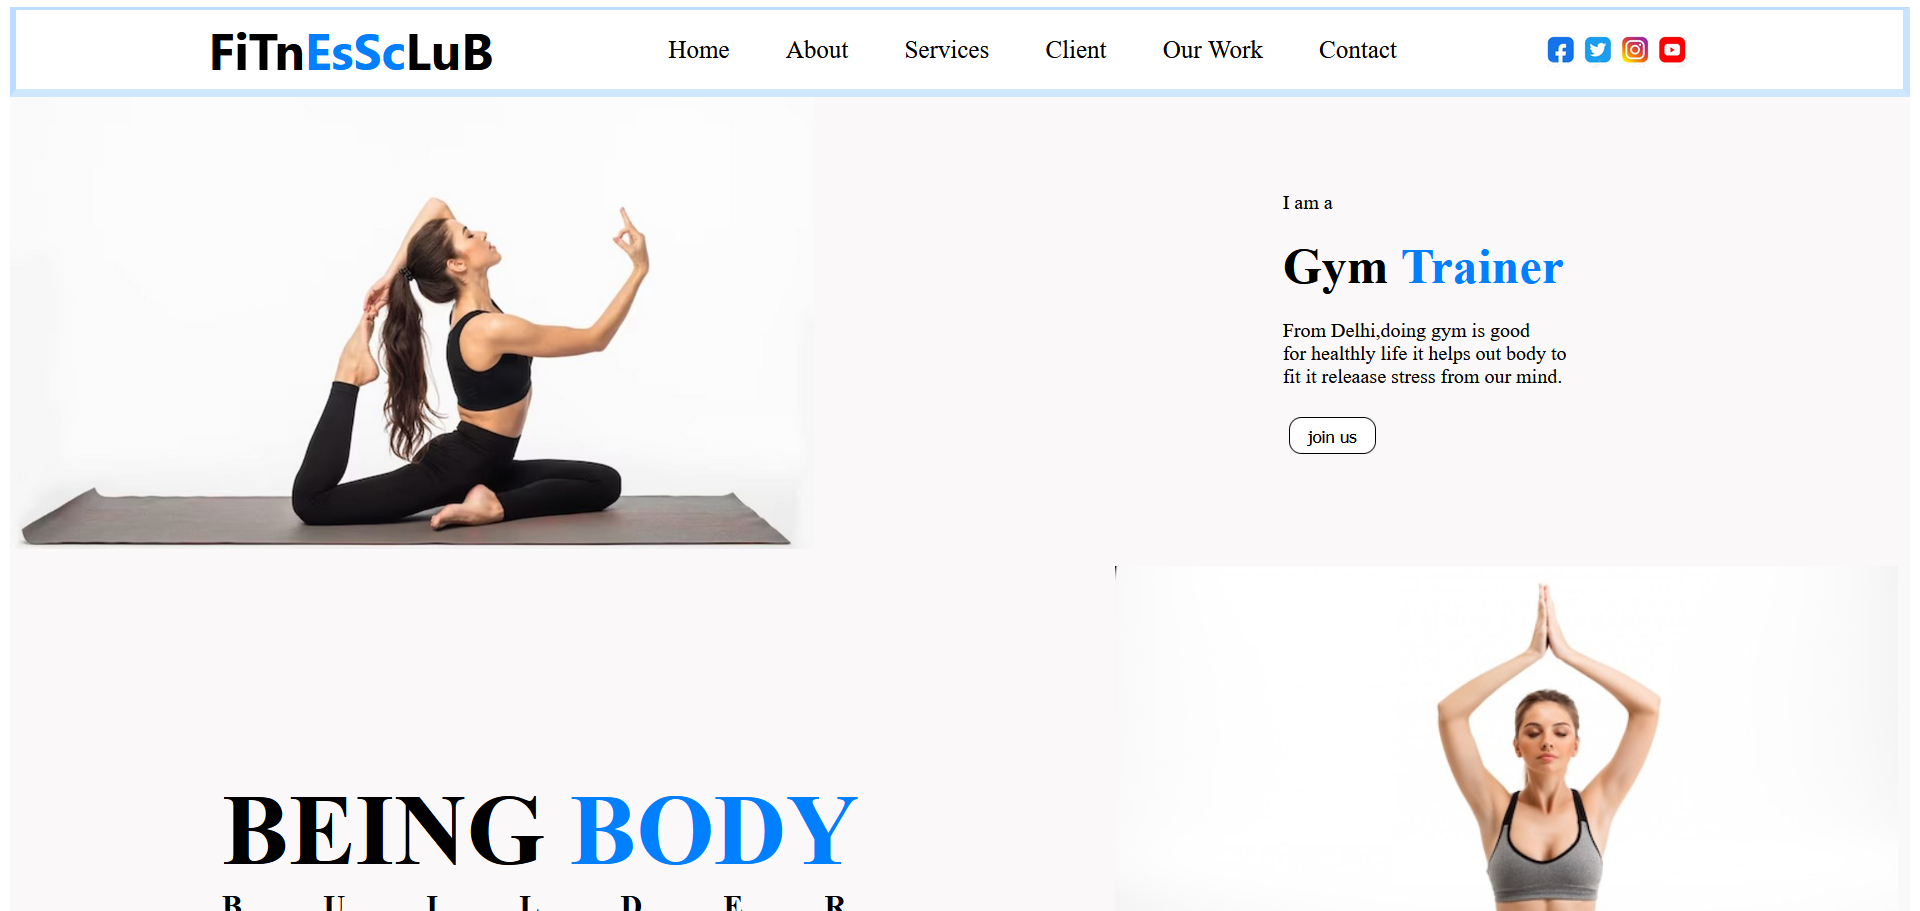 FiTnEsScLuB
Home About Services Client Our Work Contact
I am a
Gym Trainer
From Delhi,doing gym is good
for healthly life it helps out body to
fit it releaase stress from our mind.
join us
BEING BODY
B U I L D E R